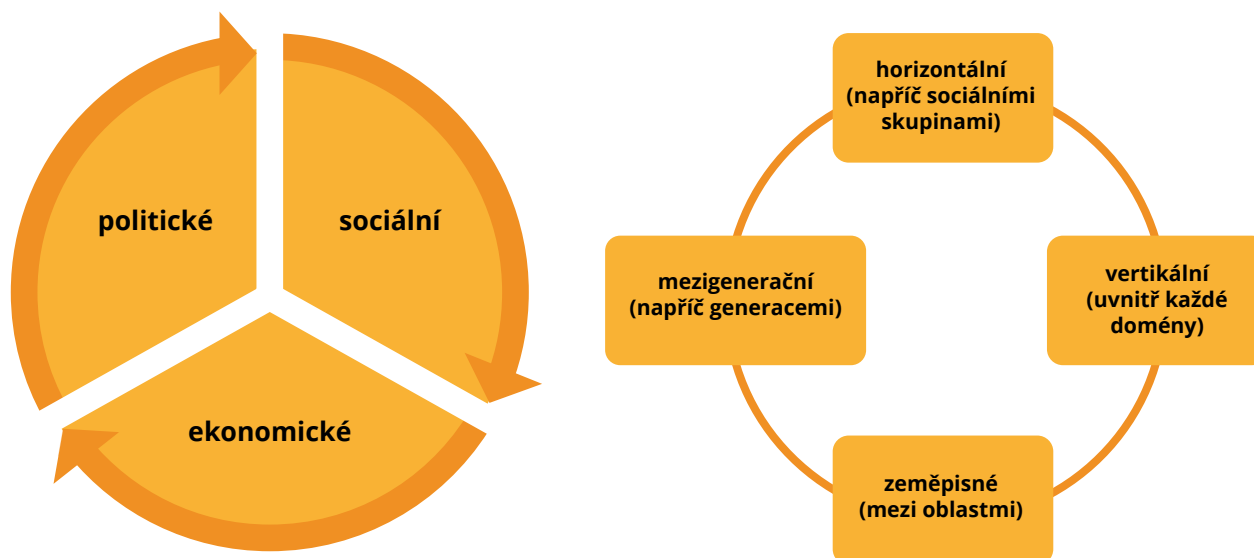 politické
sociální
ekonomické
horizontální
(napříč sociálními
skupinami)
mezigenerační
(napříč generacemi)
vertikální
(uvnitř každé
domény)
zeměpisné
(mezi oblastmi)